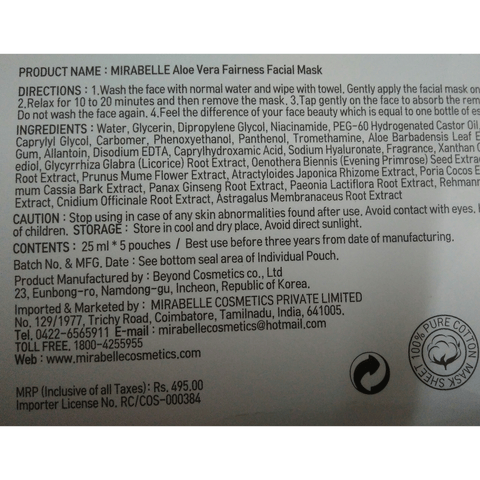 PRODUCT NAME : MIRABELLE Aloe Vera Fairness Facial Mask
DIRECTIONS : 1.Wash the face with normal water and wipe with towel. Gently apply the facial mask on
2.Relax for 10 to 20 minutes and then remove the mask. 3.Tap gently on the face to absorb the rem
Do not wash the face again. 4.Feel the difference of your face beauty which is equal to one bottle of es
INGREDIENTS : Water, Glycerin, Dipropylene Glycol, Niacinamide, PEG-60 Hydrogenated Castor Oil,
Caprylyl Glycol, Carbomer, Phenoxyethanol, Panthenol, Tromethamine, Aloe Barbadensis Leaf E
Gum, Allantoin, Disodium EDTA, Capryl­hydroxamic Acid, Sodium Hyaluronate, Fragrance, Xanthan
ediol, Glycyrrhiza Glabra (Licorice) Root Extract, Oenothera Biennis (Evening Primrose) Seed Extra
Root Extract, Prunus Mume Flower Extract, Atractylodes Japonica Rhizome Extract, Poria Cocos E
mum Cassia Bark Extract, Panax Ginseng Root Extract, Paeonia Lactiflora Root Extract, Rehmann
Extract, Cnidium Officinale Root Extract, Astragalus Membranaceus Root Extract
CAUTION : Stop using in case of any skin abnormalities found after use. Avoid contact with eyes.
of children. STORAGE : Store in cool and dry place. Avoid direct sunlight.
CONTENTS : 25 ml * 5 pouches / Best use before three years from date of manufacturing.
Batch No. & MFG. Date : See bottom seal area of Individual Pouch.
Product Manufactured by : Beyond Cosmetics co., Ltd
23, Eunbong-ro, Namdong-gu, Incheon, Republic of Korea.
Imported & Marketed by : MIRABELLE COSMETICS PRIVATE LIMITED
No. 129/1977, Trichy Road, Coimbatore, Tamilnadu, India, 641005.
Tel. 0422-6565911 E-mail : mirabellecosmetics@hotmail.com
TOLL FREE. 1800-4255955
Web : www.mirabellecosmetics.com
100% PURE COTTON
MASK SHEET
MRP (Inclusive of all Taxes) : Rs. 495.00
Importer License No. RC/COS-000384